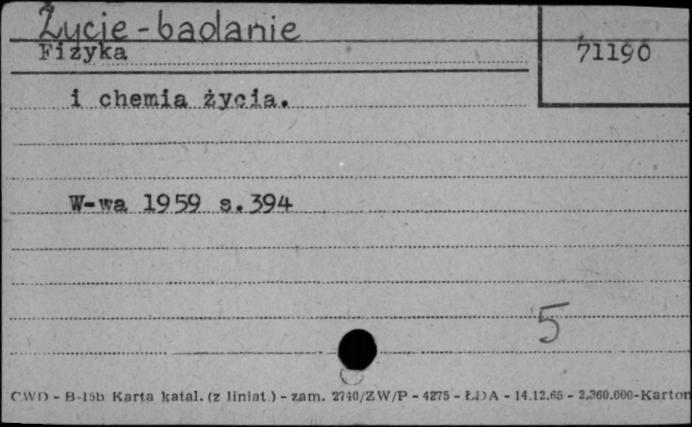 Życie - badanie
Fizyka
71190
i chemia życia.
W-wa 1959 s.394
5
CWD - B-15b Karta katal. (z liniat.) - zam. 2740/ZW/P - 4275 - ŁDA - 14.12.65 - 2.360.000-Karton